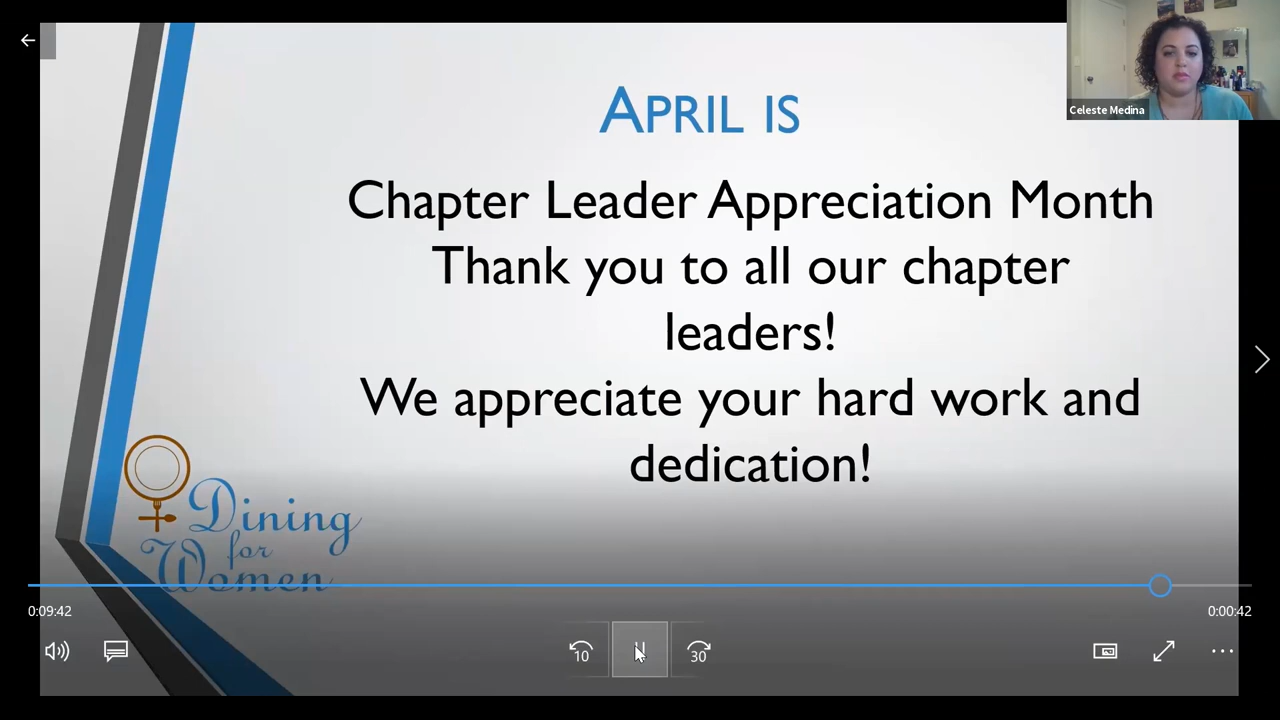 April is
Celeste Medina
Chapter Leader Appreciation Month
Thank you to all our chapter
leaders!
We appreciate your hard work and
dedication!
Dining
for
Women
0:09:42
0:00:42
10
30